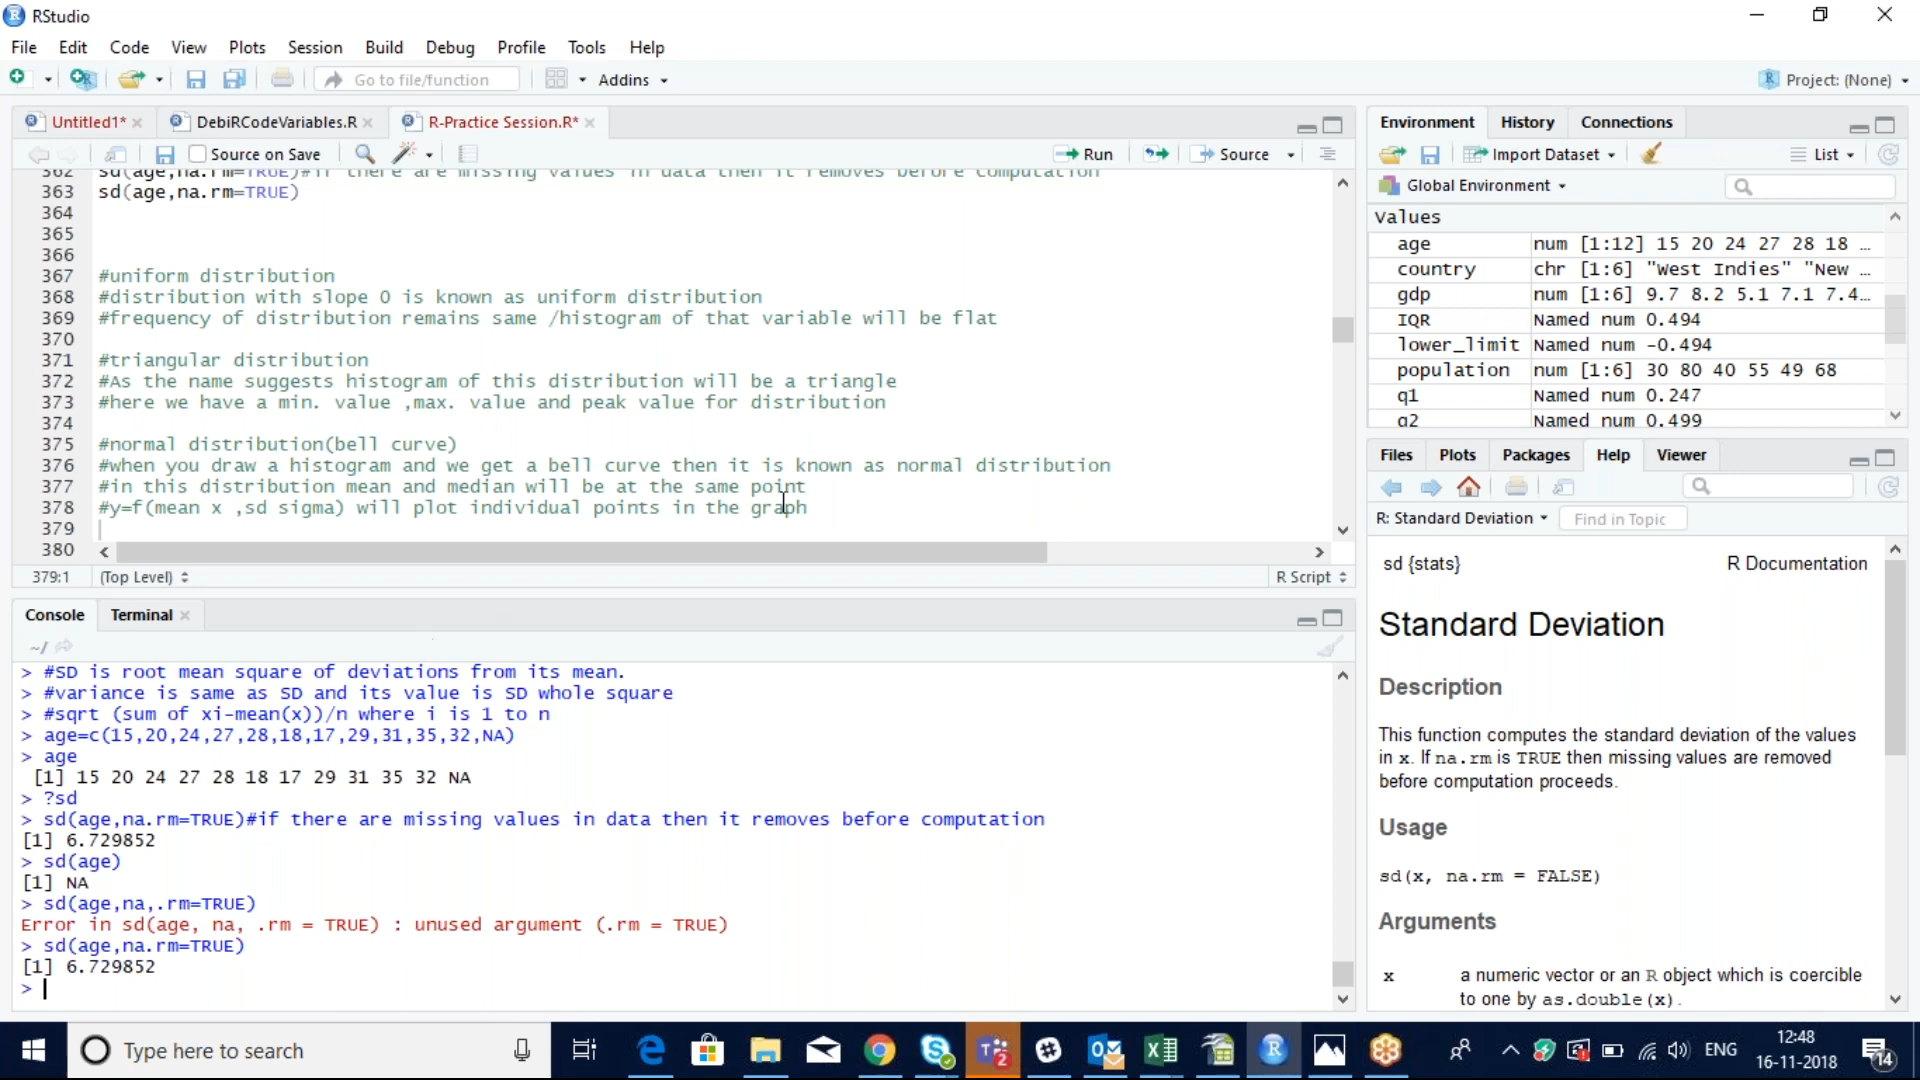 RStudio
File Edit Code View Plots Session Build Debug Profile Tools Help
Go to file/function Addins Project: (None)
Untitled1* DebiRCodeVariables.R R-Practice Session.R*
Source on Save Run Source
362 sd(age,na.rm=TRUE)#if there are missing values in data then it removes before computation
363 sd(age,na.rm=TRUE)
364
365
366
367 #uniform distribution
368 #distribution with slope 0 is known as uniform distribution
369 #frequency of distribution remains same /histogram of that variable will be flat
370
371 #triangular distribution
372 #As the name suggests histogram of this distribution will be a triangle
373 #here we have a min. value ,max. value and peak value for distribution
374
375 #normal distribution(bell curve)
376 #when you draw a histogram and we get a bell curve then it is known as normal distribution
377 #in this distribution mean and median will be at the same point
378 #y=f(mean x ,sd sigma) will plot individual points in the graph
379
380
379:1 (Top Level) R Script
Console Terminal
~/
> #SD is root mean square of deviations from its mean.
> #variance is same as SD and its value is SD whole square
> #sqrt (sum of xi-mean(x))/n where i is 1 to n
> age=c(15,20,24,27,28,18,17,29,31,35,32,NA)
> age
[1] 15 20 24 27 28 18 17 29 31 35 32 NA
> ?sd
> sd(age,na.rm=TRUE)#if there are missing values in data then it removes before computation
[1] 6.729852
> sd(age)
[1] NA
> sd(age,na,.rm=TRUE)
Error in sd(age, na, .rm = TRUE) : unused argument (.rm = TRUE)
> sd(age,na.rm=TRUE)
[1] 6.729852
>
Environment History Connections
Import Dataset List
Global Environment
Values
age num [1:12] 15 20 24 27 28 18 ...
country chr [1:6] "West Indies" "New ...
gdp num [1:6] 9.7 8.2 5.1 7.1 7.4...
IQR Named num 0.494
lower_limit Named num -0.494
population num [1:6] 30 80 40 55 49 68
q1 Named num 0.247
q2 Named num 0.499
Files Plots Packages Help Viewer
R: Standard Deviation Find in Topic
sd {stats} R Documentation
Standard Deviation
Description
This function computes the standard deviation of the values
in x. If na.rm is TRUE then missing values are removed
before computation proceeds.
Usage
sd(x, na.rm = FALSE)
Arguments
x a numeric vector or an R object which is coercible
to one by as.double(x).
Type here to search
ENG
12:48
16-11-2018
14